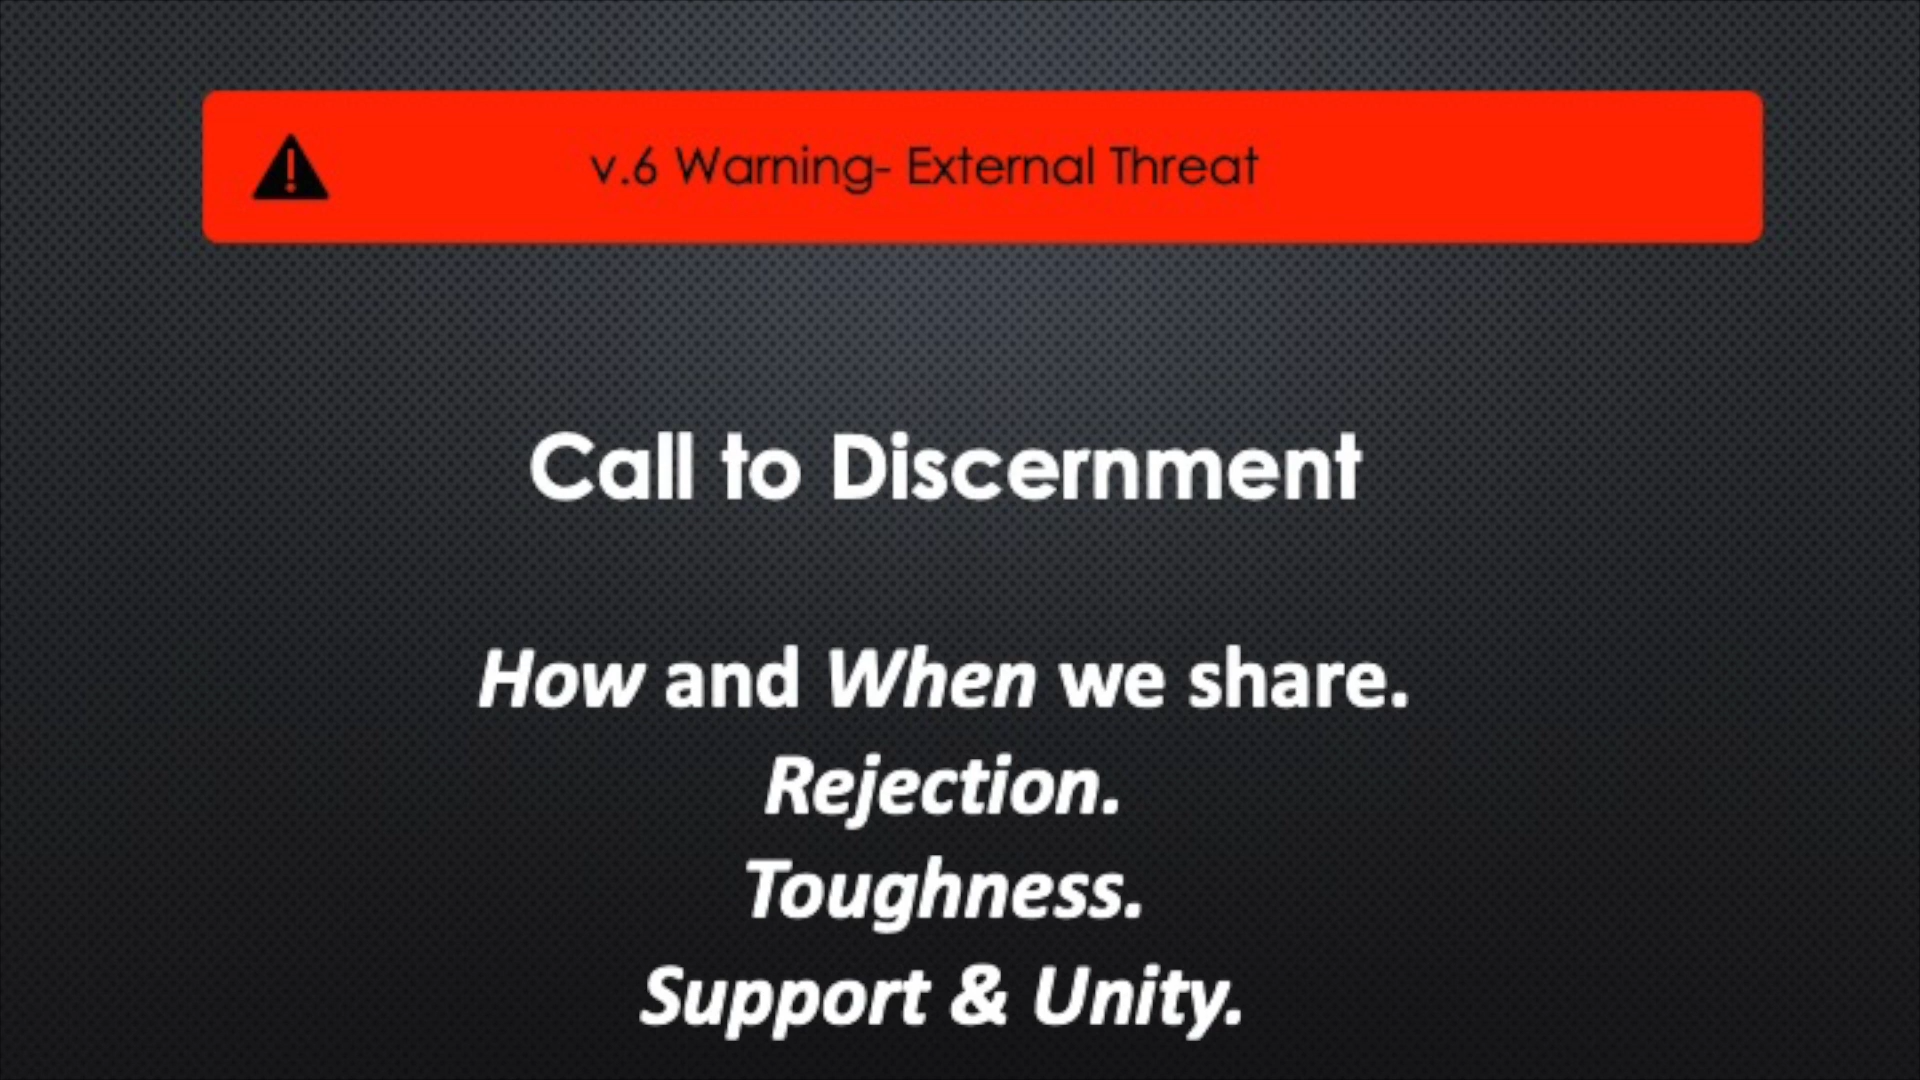 v.6 Warning- External Threat
Call to Discernment
How and When we share.
Rejection.
Toughness.
Support & Unity.